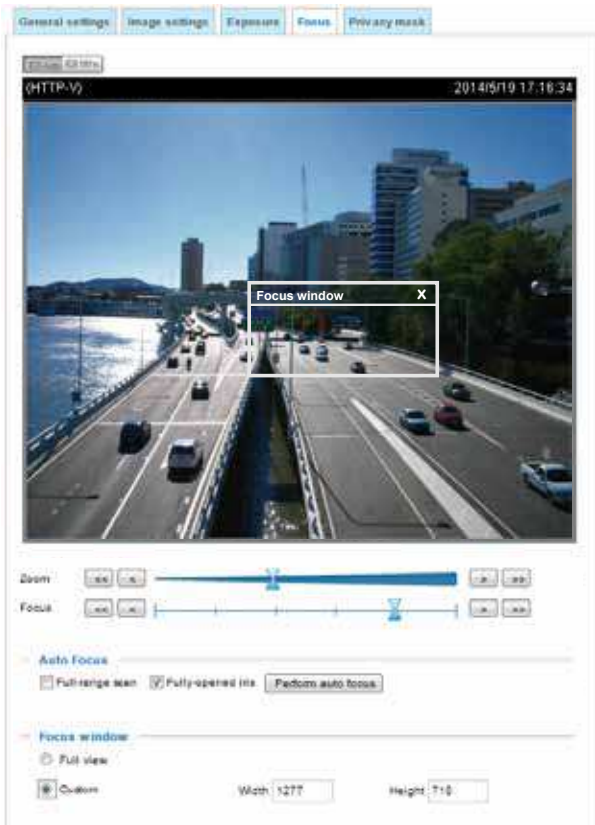 General settings Image settings Exposure Focus Privacy mask
(HTTP-V) 2014/5/19 17:16:34
Focus window X
Zoom << < > >>
Focus << < > >>
Auto Focus
Full-range scan Fully-opened iris Perform auto focus
Focus window
Full view
Custom Width 1277 Height 710